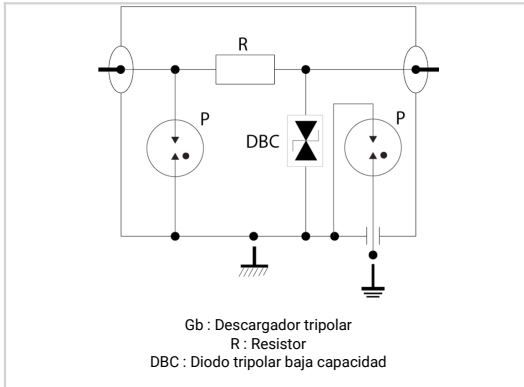 R
P
DBC
P
Gb : Descargador tripolar
R : Resistor
DBC : Diodo tripolar baja capacidad